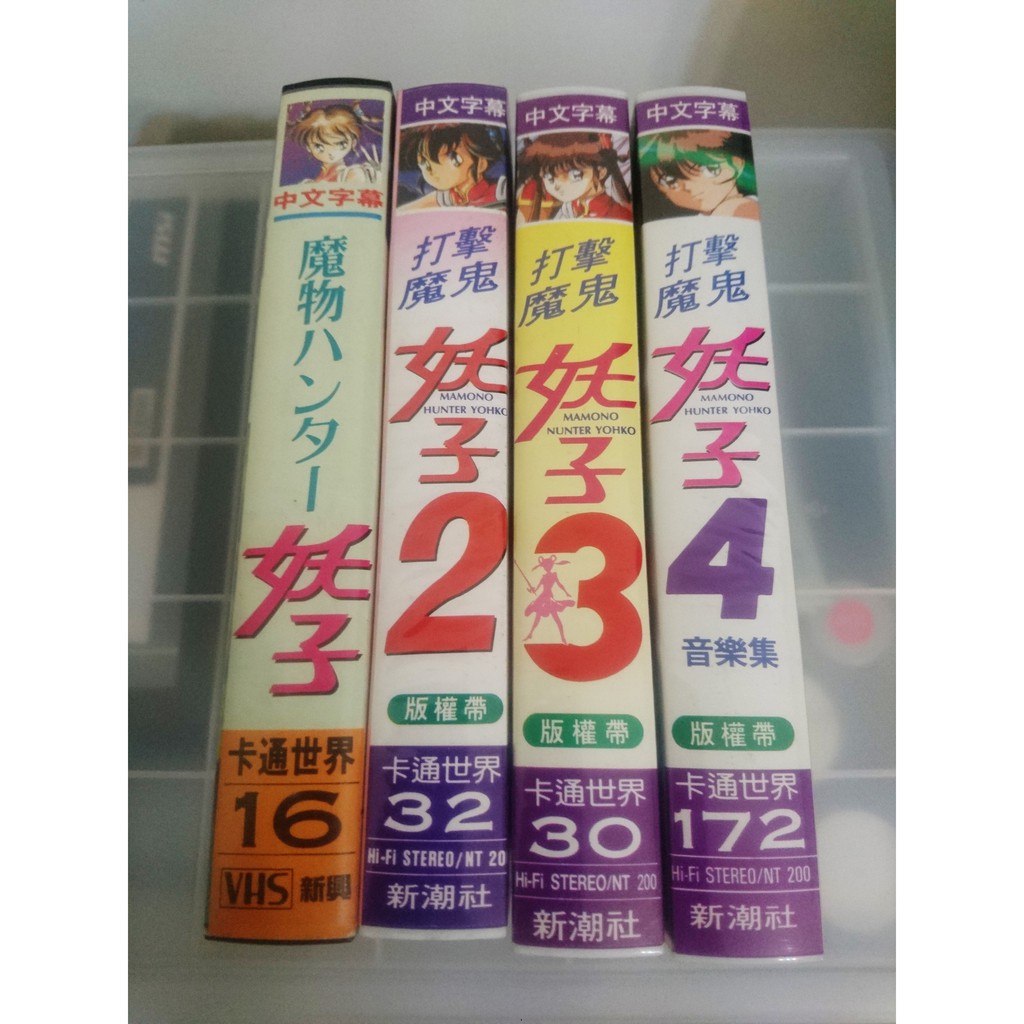 中文字幕
魔物ハンター
妖子
卡通世界
16
VHS 新興
中文字幕
打擊
魔鬼
妖子
MAMONO
HUNTER YOHKO
2
版權帶
卡通世界
32
Hi-Fi STEREO/NT 20
新潮社
中文字幕
打擊
魔鬼
妖子
MAMONO
NUNTER YOHKO
3
版權帶
卡通世界
30
Hi-Fi STEREO/NT 200
新潮社
中文字幕
打擊
魔鬼
妖子
MAMONO
HUNTER YOHKO
4
音樂集
版權帶
卡通世界
172
Hi-Fi STEREO/NT 200
新潮社